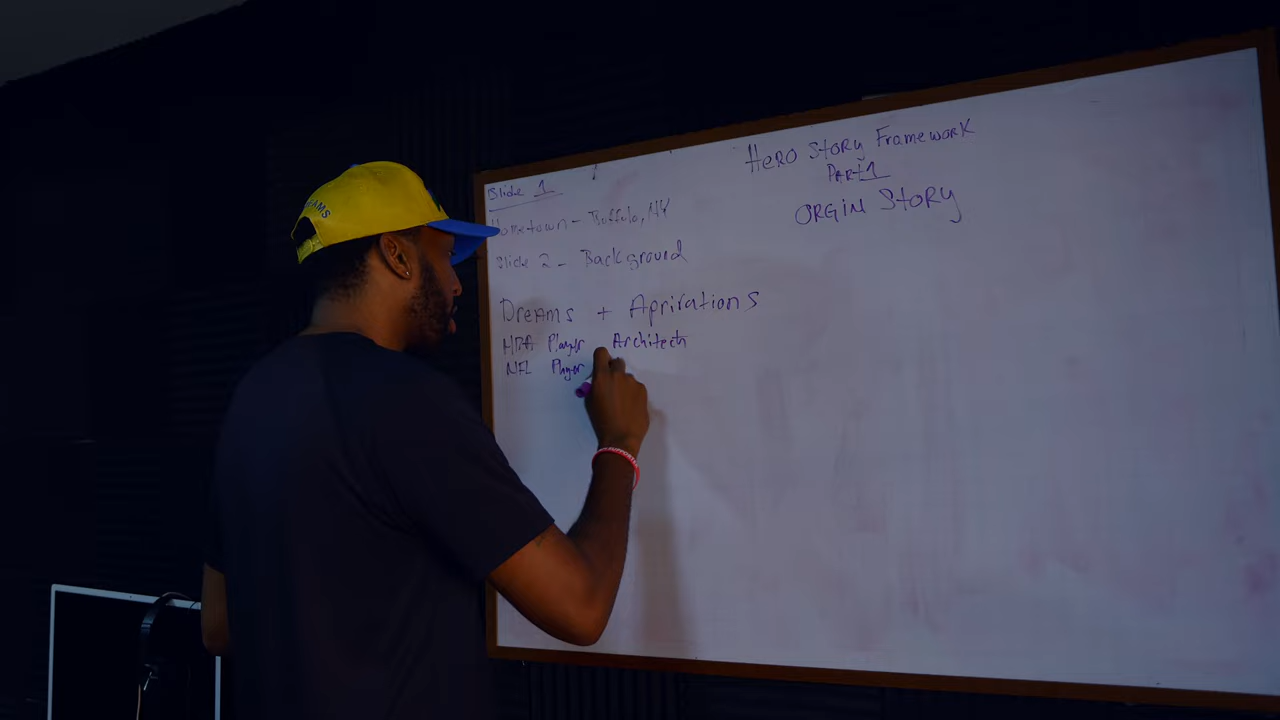 Hero Story Framework
Part 1
Orgin Story
Slide 1
Hometown - Buffalo, NY
Slide 2 - Background
Dreams + Aprirations
NBA Player Architech
NFL Player